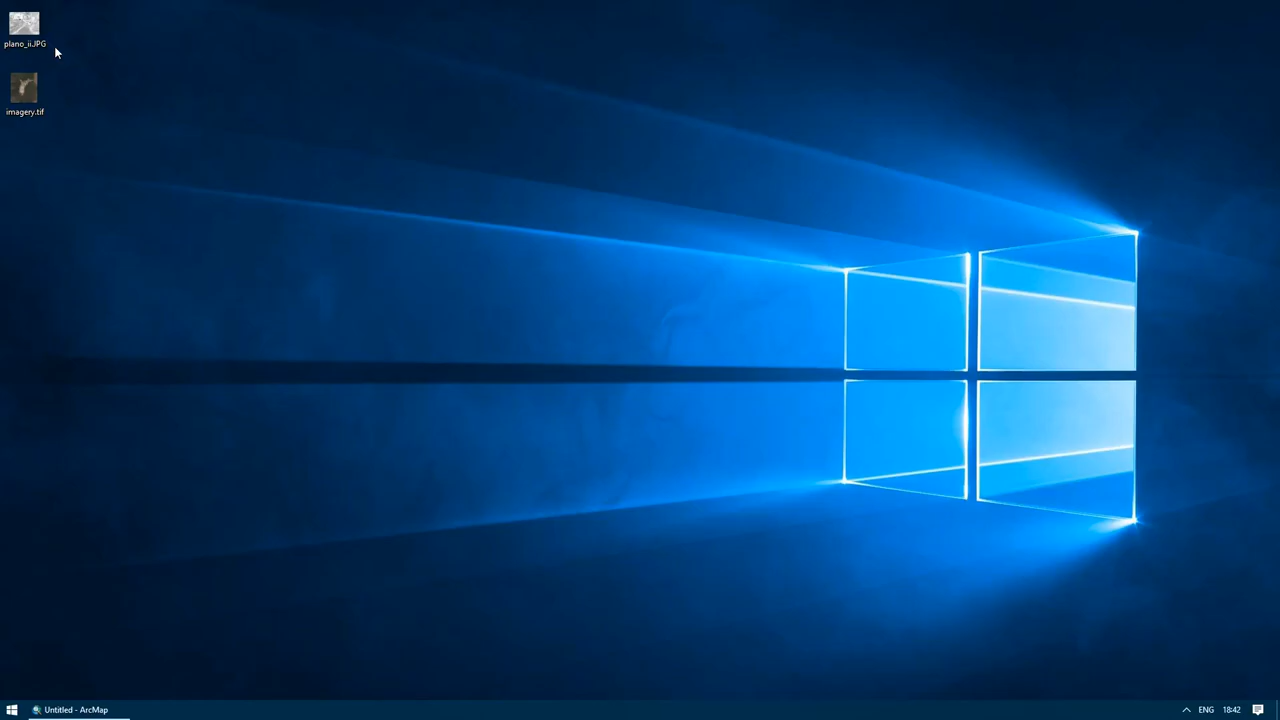 plano_ii.JPG
imagery.tif
Untitled - ArcMap
ENG
18:42